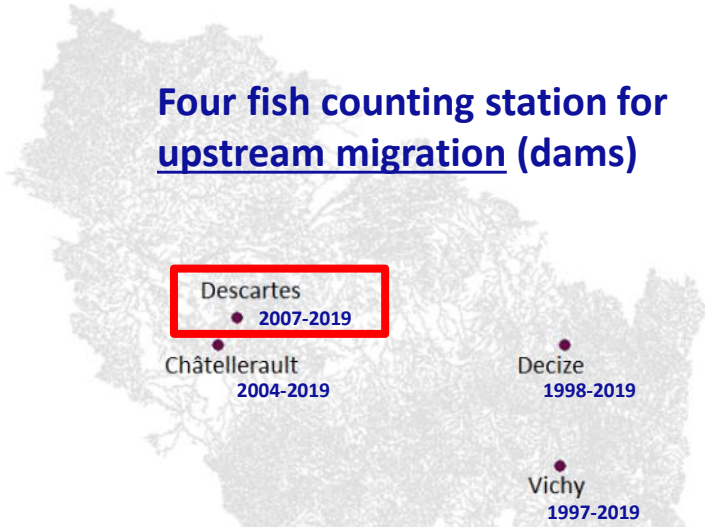 Four fish counting station for
upstream migration (dams)
Descartes
2007-2019
Châtellerault
2004-2019
Decize
1998-2019
Vichy
1997-2019